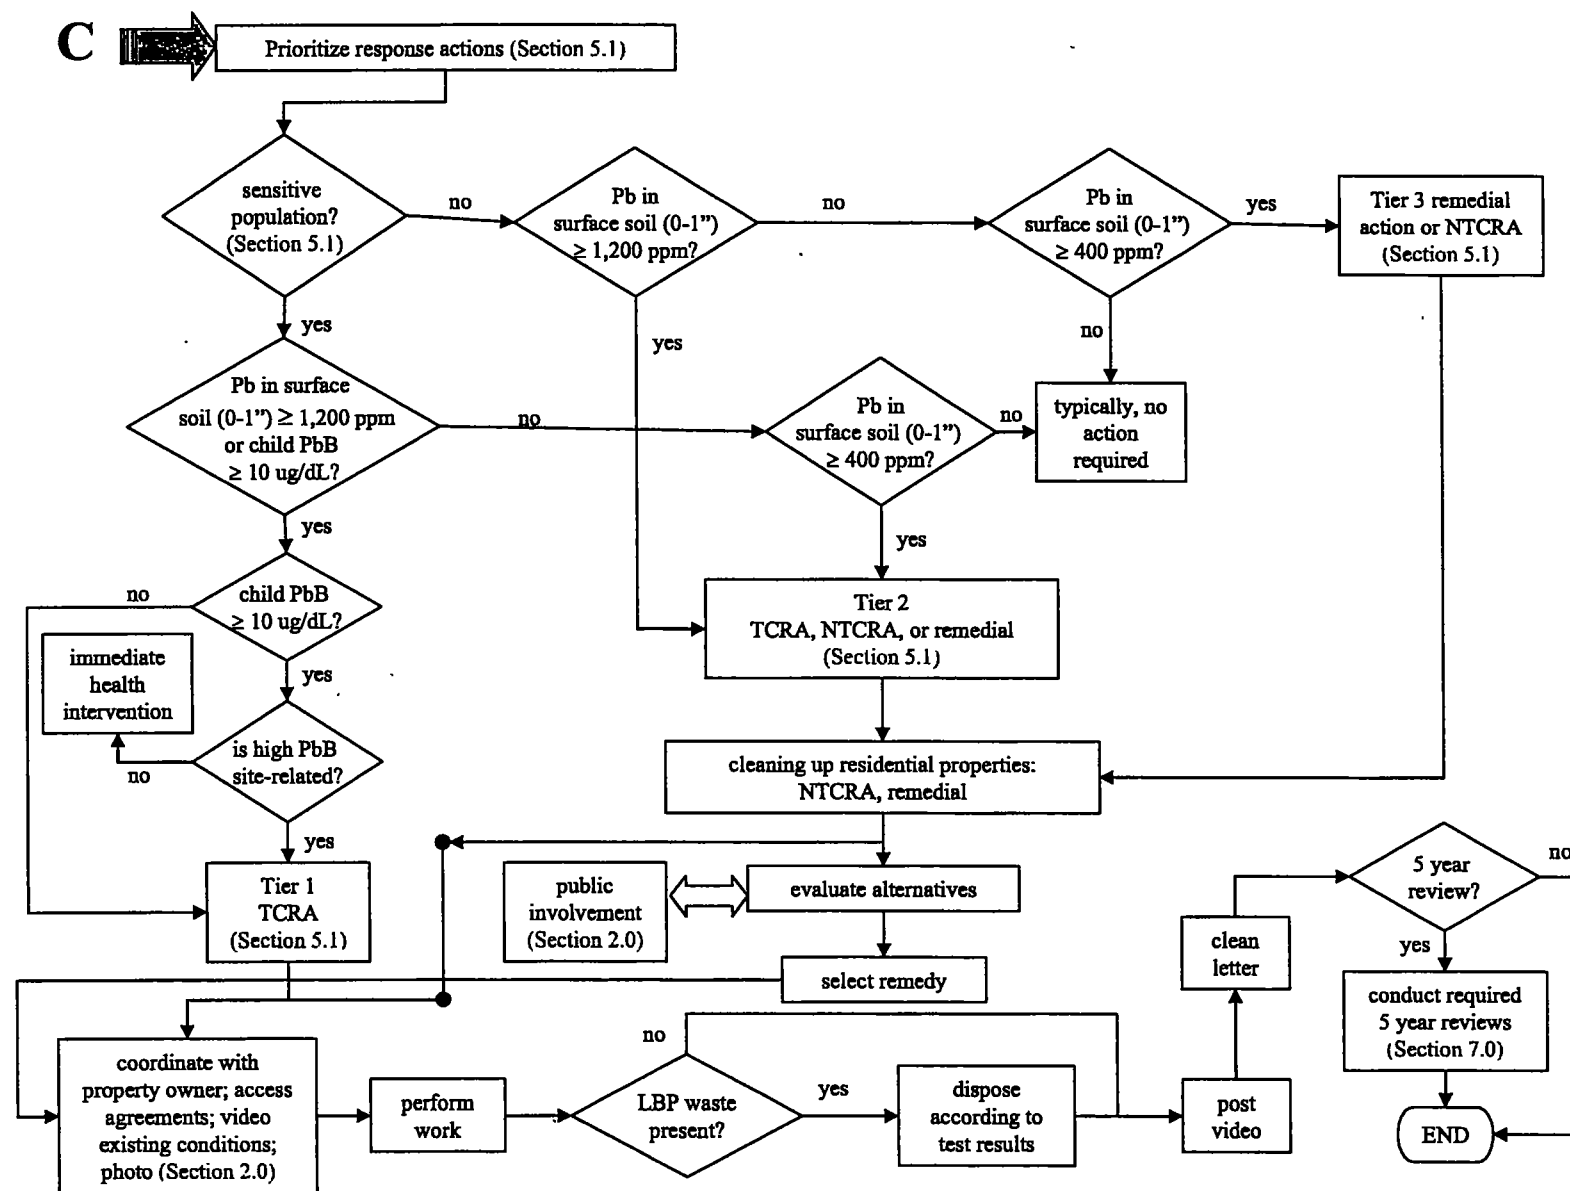 C
Prioritize response actions (Section 5.1)
sensitive
population?
(Section 5.1)
no
Pb in
surface soil (0-1”)
≥ 1,200 ppm?
no
Pb in
surface soil (0-1”)
≥ 400 ppm?
yes
Tier 3 remedial
action or NTCRA
(Section 5.1)
yes
yes
no
Pb in surface
soil (0-1”) ≥ 1,200 ppm
or child PbB
≥ 10 ug/dL?
no
Pb in
surface soil (0-1”)
≥ 400 ppm?
no
typically, no
action
required
yes
yes
no
child PbB
≥ 10 ug/dL?
Tier 2
TCRA, NTCRA, or remedial
(Section 5.1)
immediate
health
intervention
yes
is high PbB
site-related?
no
cleaning up residential properties:
NTCRA, remedial
yes
Tier 1
TCRA
(Section 5.1)
public
involvement
(Section 2.0)
evaluate alternatives
select remedy
5 year
review?
no
yes
clean
letter
conduct required
5 year reviews
(Section 7.0)
coordinate with
property owner; access
agreements; video
existing conditions;
photo (Section 2.0)
perform
work
no
LBP waste
present?
yes
dispose
according to
test results
post
video
END